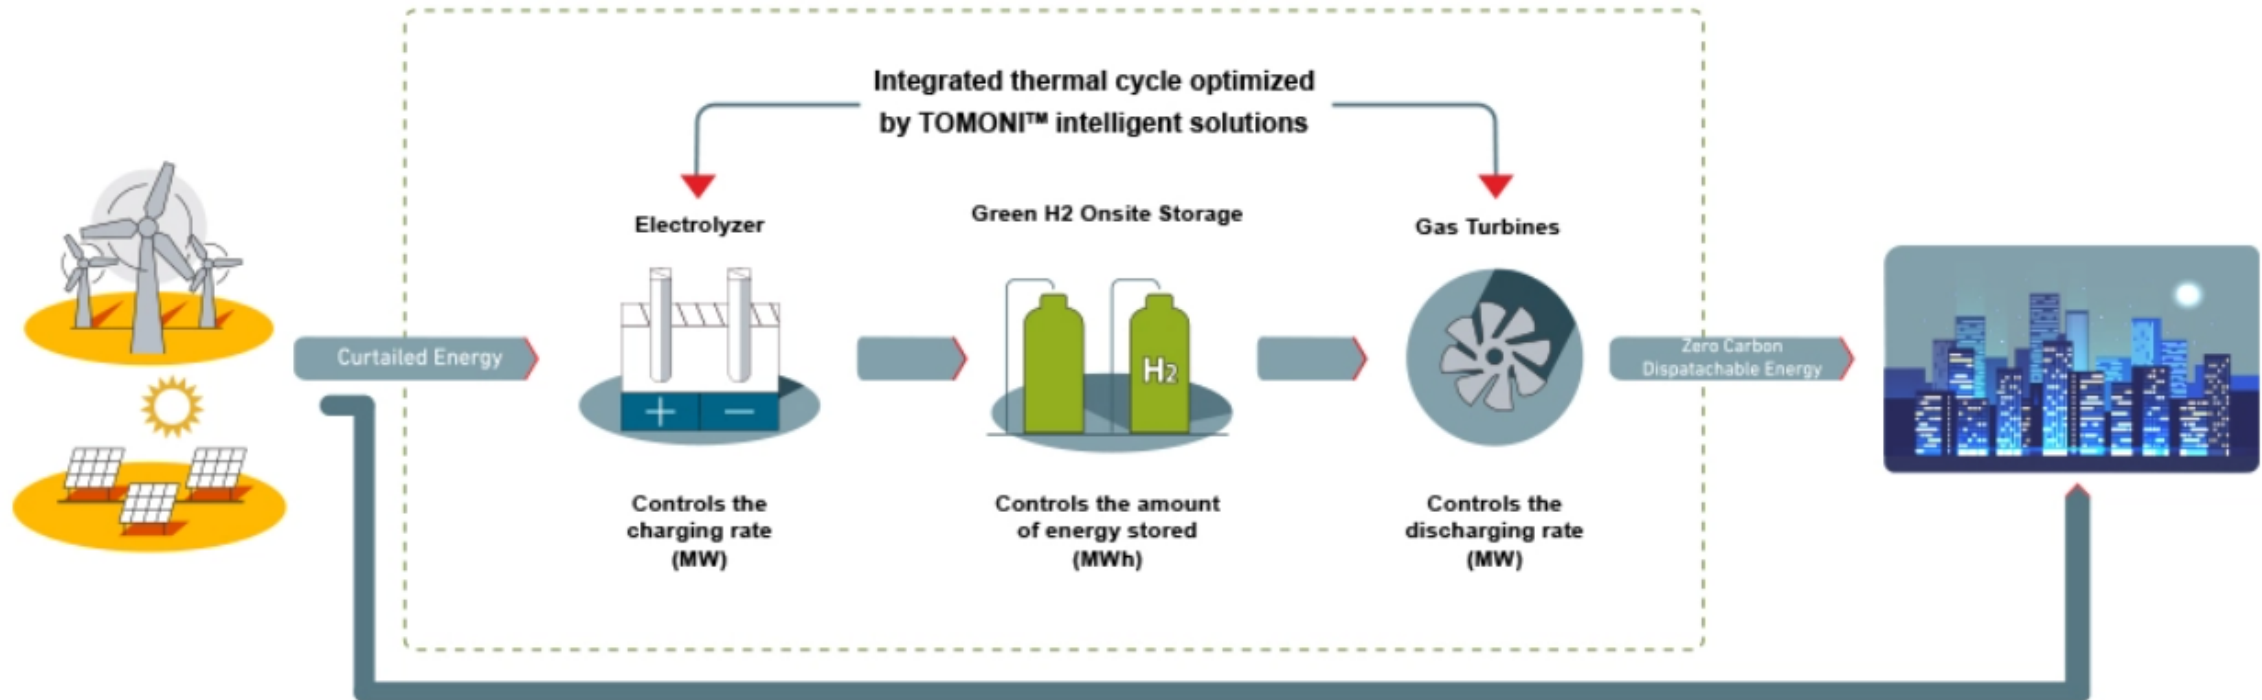 Integrated thermal cycle optimized
by TOMONI™ intelligent solutions
Electrolyzer
Green H2 Onsite Storage
Gas Turbines
Curtailed Energy
H2
Zero Carbon
Dispatachable Energy
+ −
Controls the
charging rate
(MW)
Controls the amount
of energy stored
(MWh)
Controls the
discharging rate
(MW)